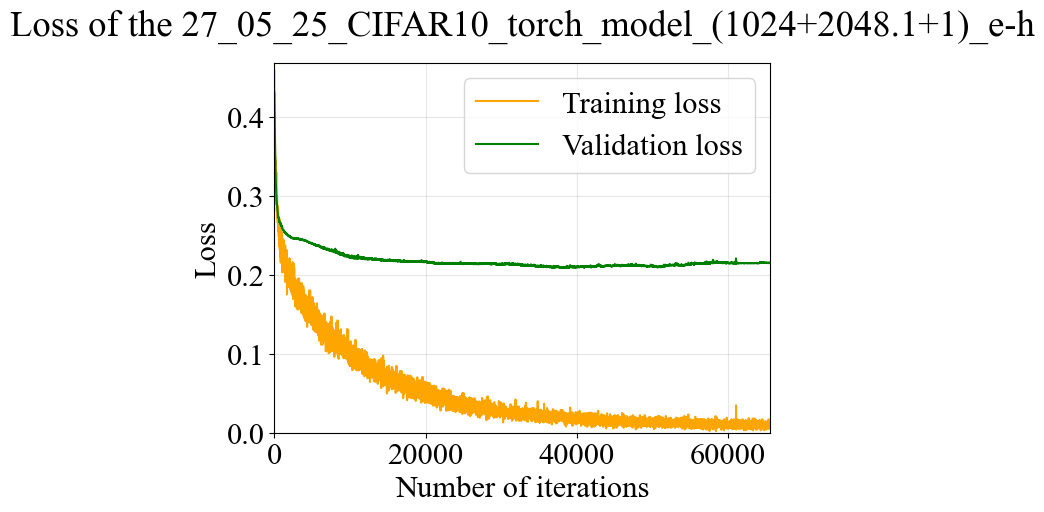 Loss of the 27_05_25_CIFAR10_torch_model_(1024+2048.1+1)_e-h
Training loss
Validation loss
0.4
0.3
0.2
0.1
0.0
Loss
0 20000 40000 60000
Number of iterations